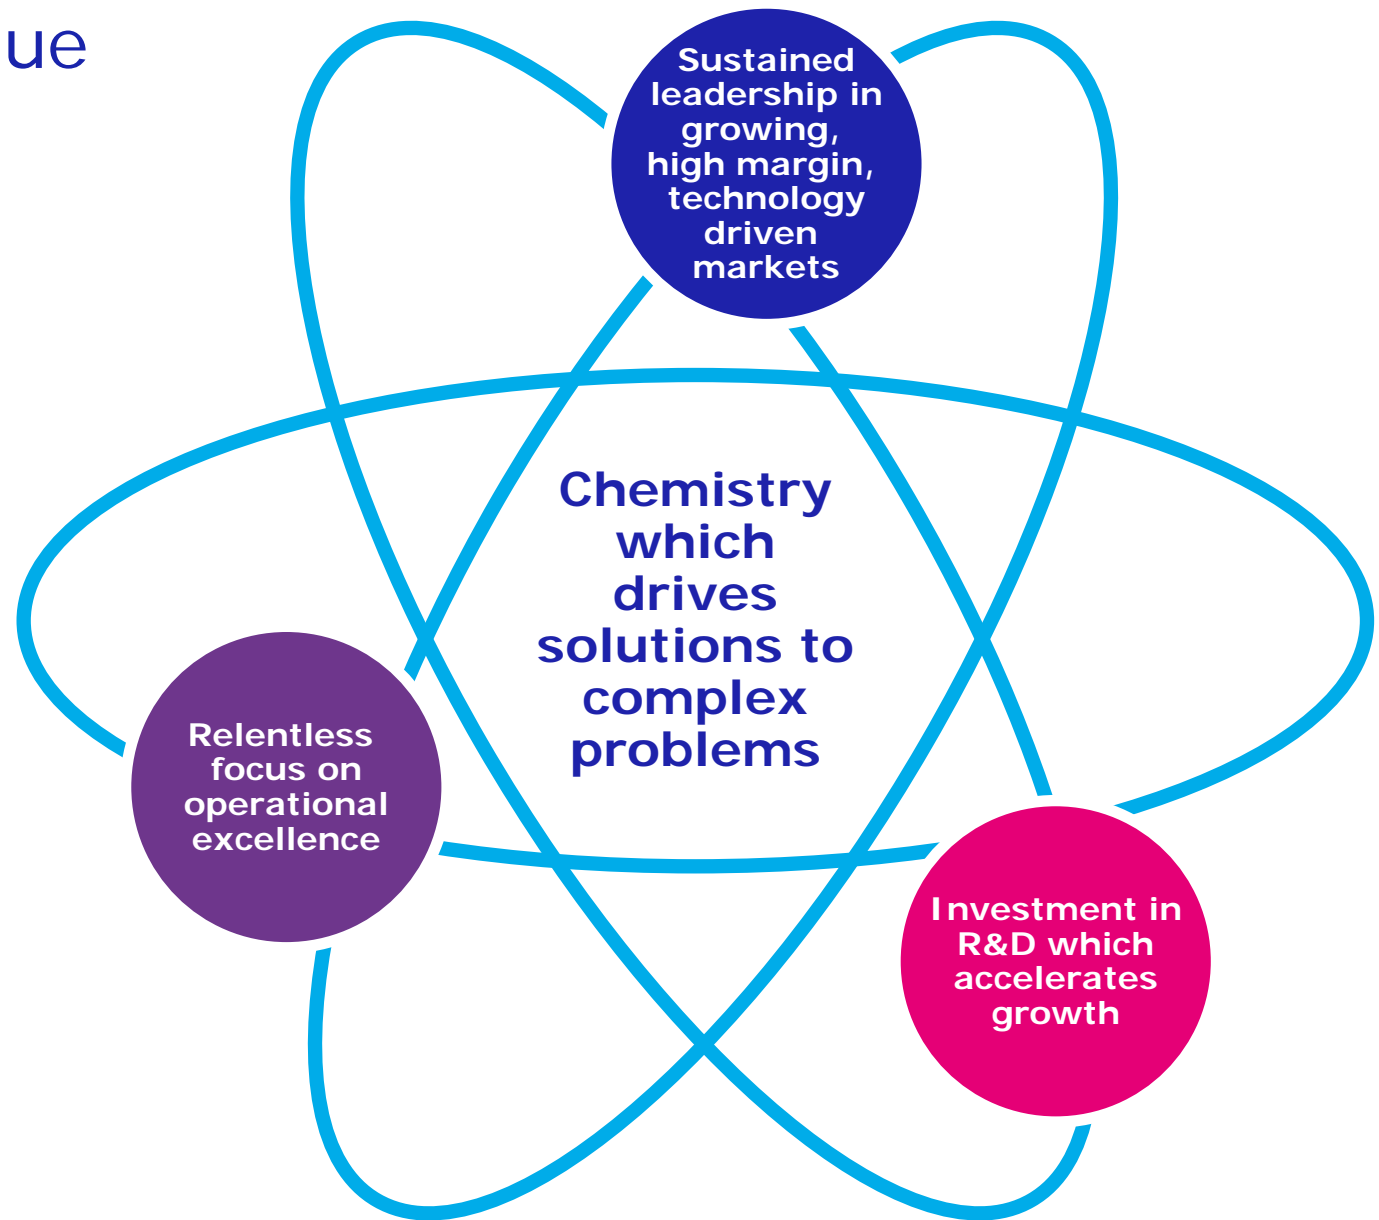 ue
Sustained
leadership in
growing,
high margin,
technology
driven
markets
Chemistry
which
drives
solutions to
complex
problems
Relentless
focus on
operational
excellence
Investment in
R&D which
accelerates
growth